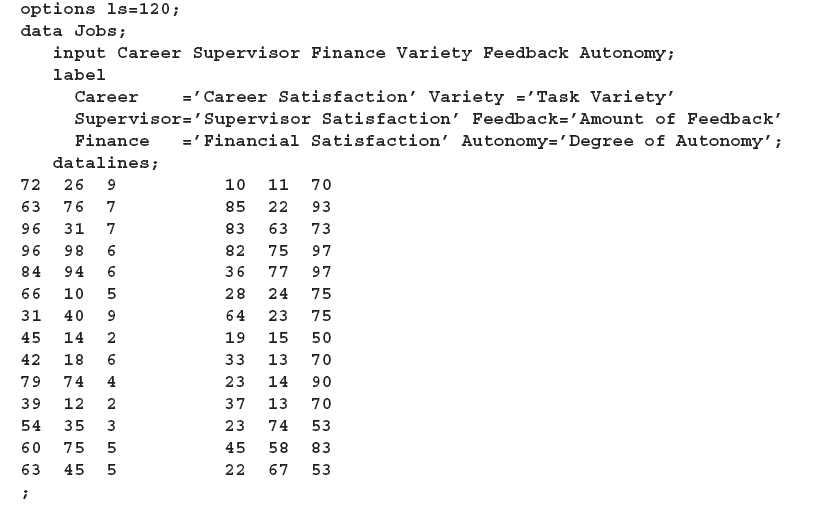 options ls=120;
data Jobs;
input Career Supervisor Finance Variety Feedback Autonomy;
label
Career =’Career Satisfaction’ Variety =’Task Variety’
Supervisor=’Supervisor Satisfaction’ Feedback=’Amount of Feedback’
Finance =’Financial Satisfaction’ Autonomy=’Degree of Autonomy’;
datalines;
72 26 9 10 11 70
63 76 7 85 22 93
96 31 7 83 63 73
96 98 6 82 75 97
84 94 6 36 77 97
66 10 5 28 24 75
31 40 9 64 23 75
45 14 2 19 15 50
42 18 6 33 13 70
79 74 4 23 14 90
39 12 2 37 13 70
54 35 3 23 74 53
60 75 5 45 58 83
63 45 5 22 67 53
;